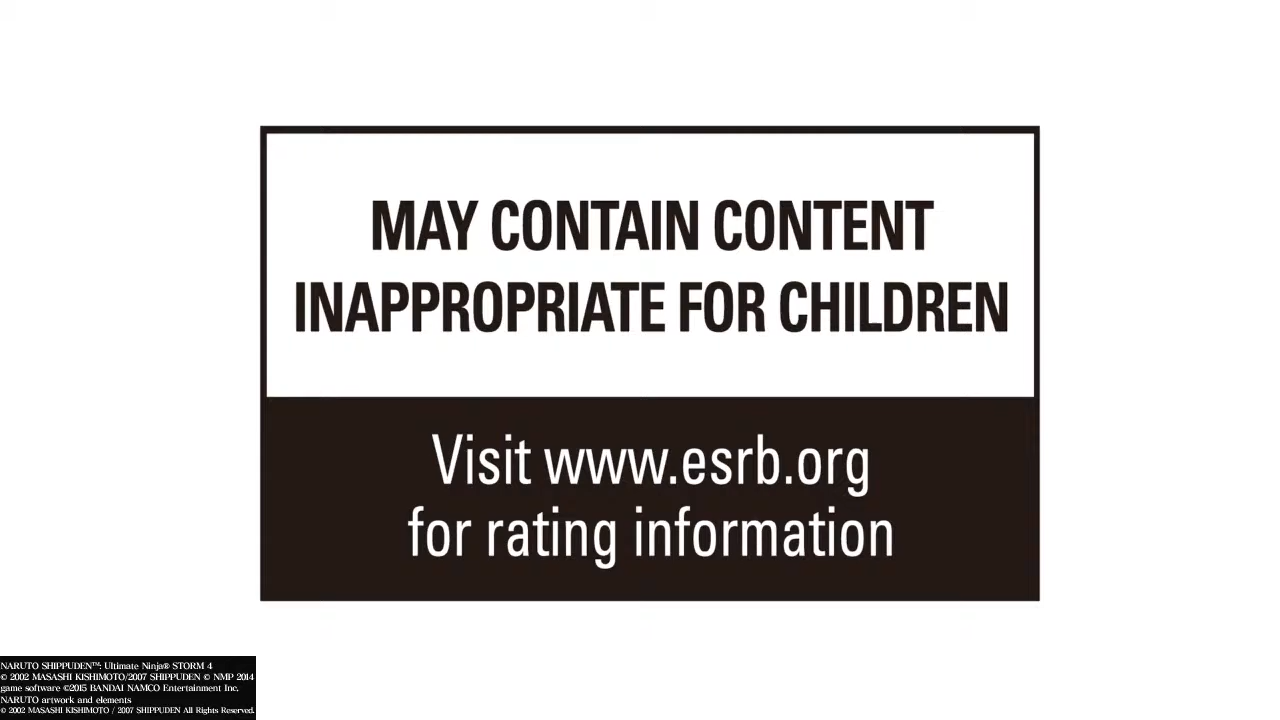 MAY CONTAIN CONTENT
INAPPROPRIATE FOR CHILDREN
Visit www.esrb.org
for rating information
NARUTO SHIPPUDEN™: Ultimate Ninja® STORM 4
© 2002 MASASHI KISHIMOTO/2007 SHIPPUDEN © NMP 2014
game software ©2015 BANDAI NAMCO Entertainment Inc.
NARUTO artwork and elements
© 2002 MASASHI KISHIMOTO / 2007 SHIPPUDEN All Rights Reserved.